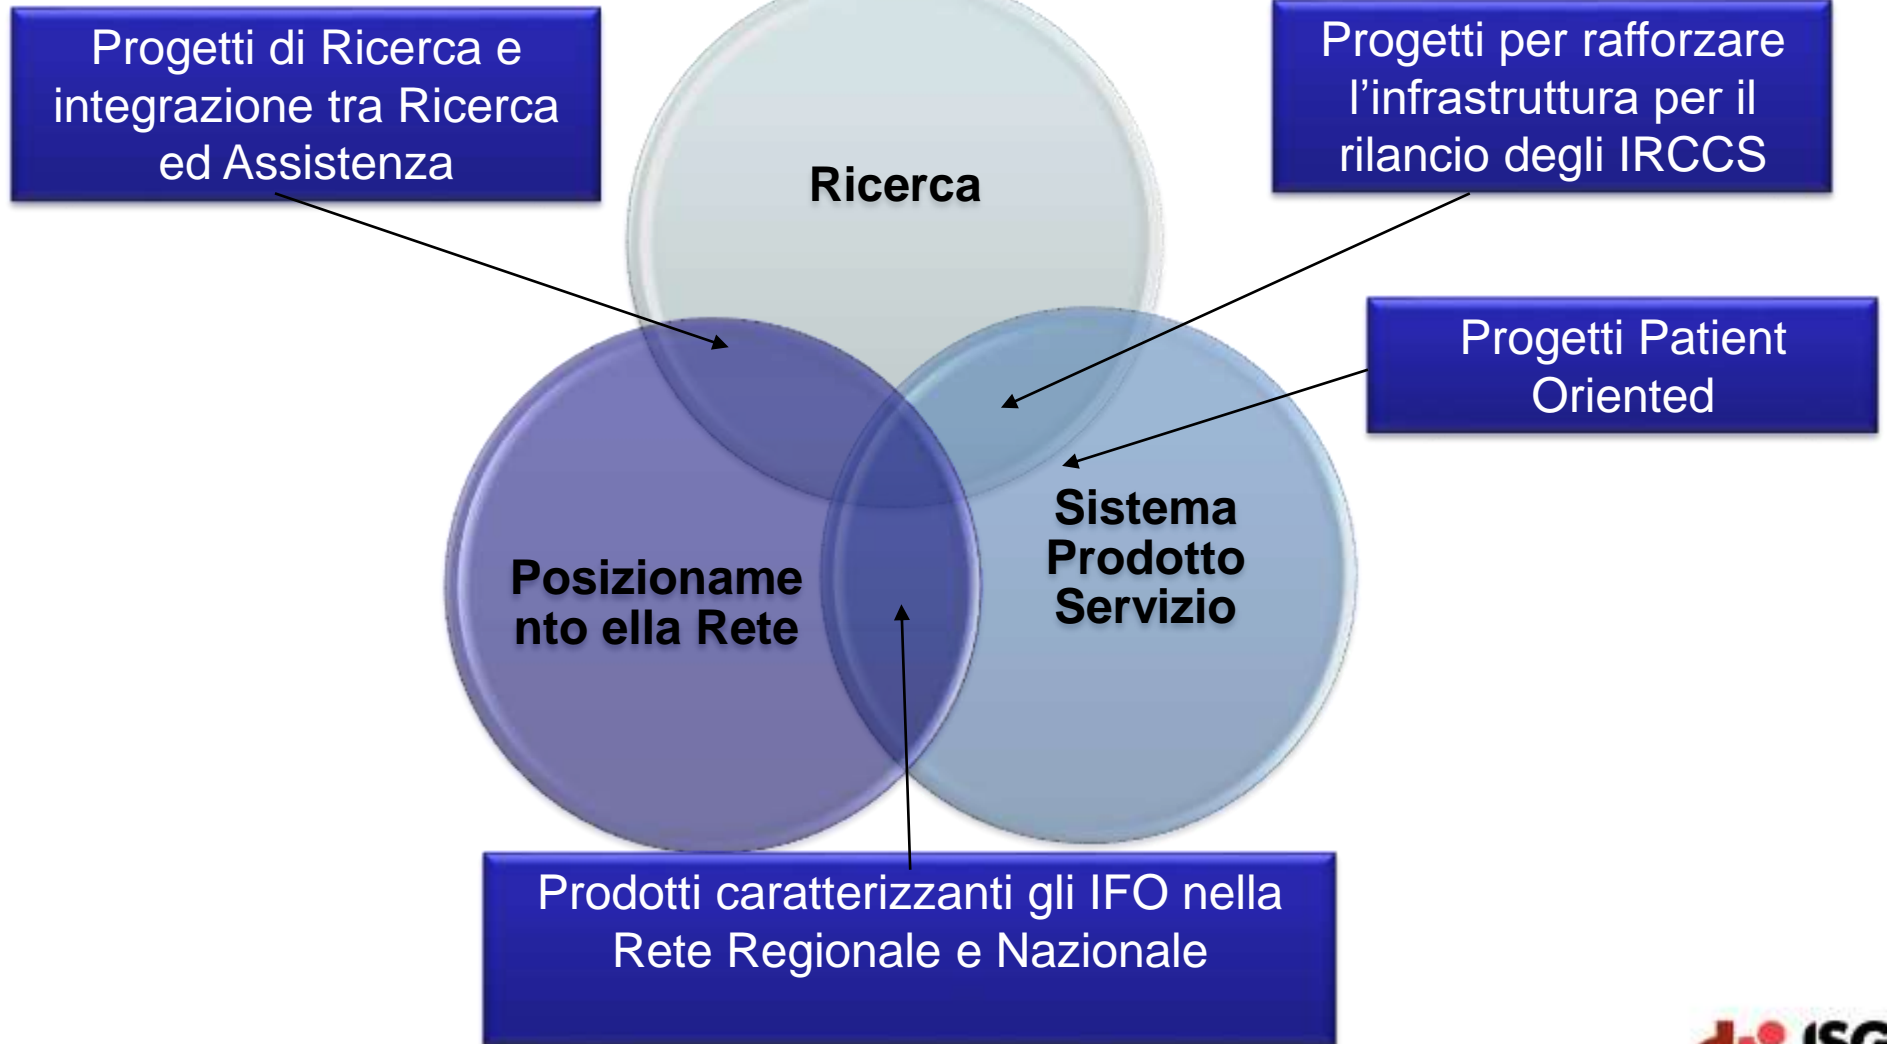 Progetti di Ricerca e
integrazione tra Ricerca
ed Assistenza
Progetti per rafforzare
l’infrastruttura per il
rilancio degli IRCCS
Ricerca
Progetti Patient
Oriented
Sistema
Prodotto
Servizio
Posizioname
nto ella Rete
Prodotti caratterizzanti gli IFO nella
Rete Regionale e Nazionale